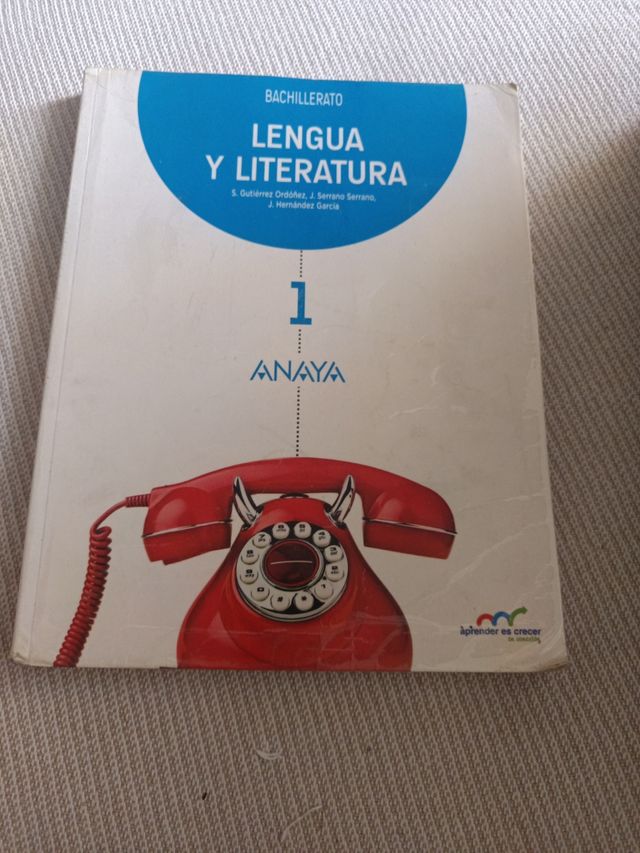 BACHILLERATO
LENGUA
Y LITERATURA
S. Gutiérrez Ordóñez, J. Serrano Serrano,
J. Hernández García
1
ANAYA
aprender es crecer